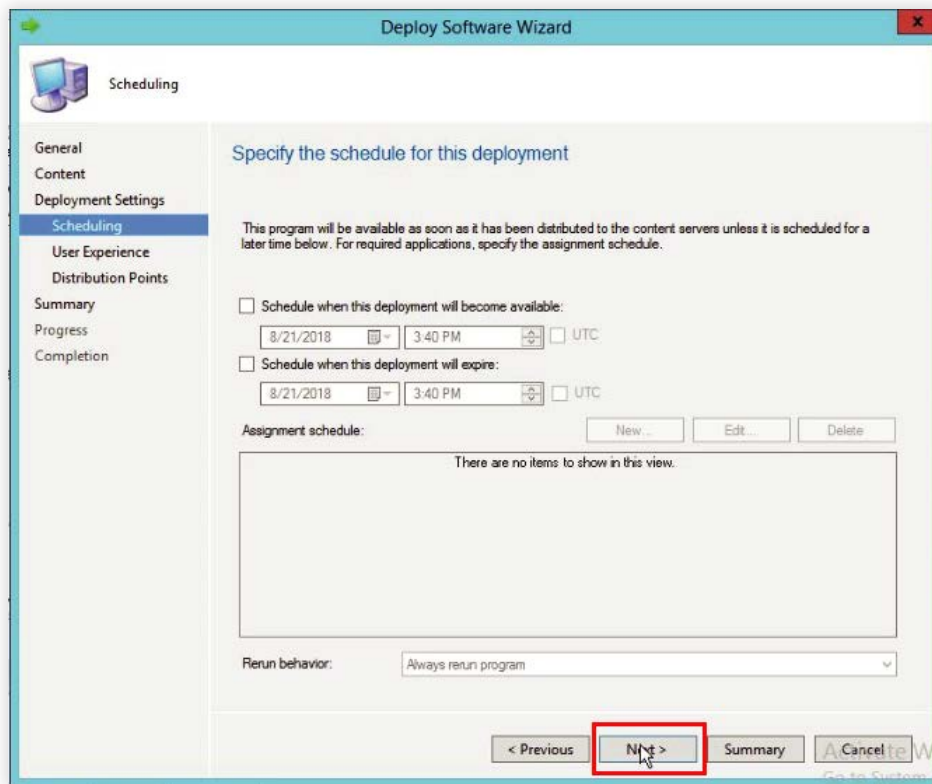 Deploy Software Wizard
x
Scheduling
General
Content
Deployment Settings
Scheduling
User Experience
Distribution Points
Summary
Progress
Completion
Specify the schedule for this deployment
This program will be available as soon as it has been distributed to the content servers unless it is scheduled for a
later time below. For required applications, specify the assignment schedule.
Schedule when this deployment will become available:
8/21/2018 3:40 PM UTC
Schedule when this deployment will expire:
8/21/2018 3:40 PM UTC
Assignment schedule: New... Edit... Delete
There are no items to show in this view.
Rerun behavior: Always rerun program
< Previous Next > Summary Cancel
Go to System